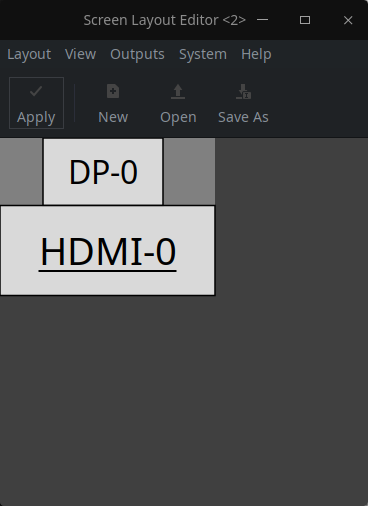 Screen Layout Editor <2>
Layout View Outputs System Help
Apply New Open Save As
DP-0
HDMI-0